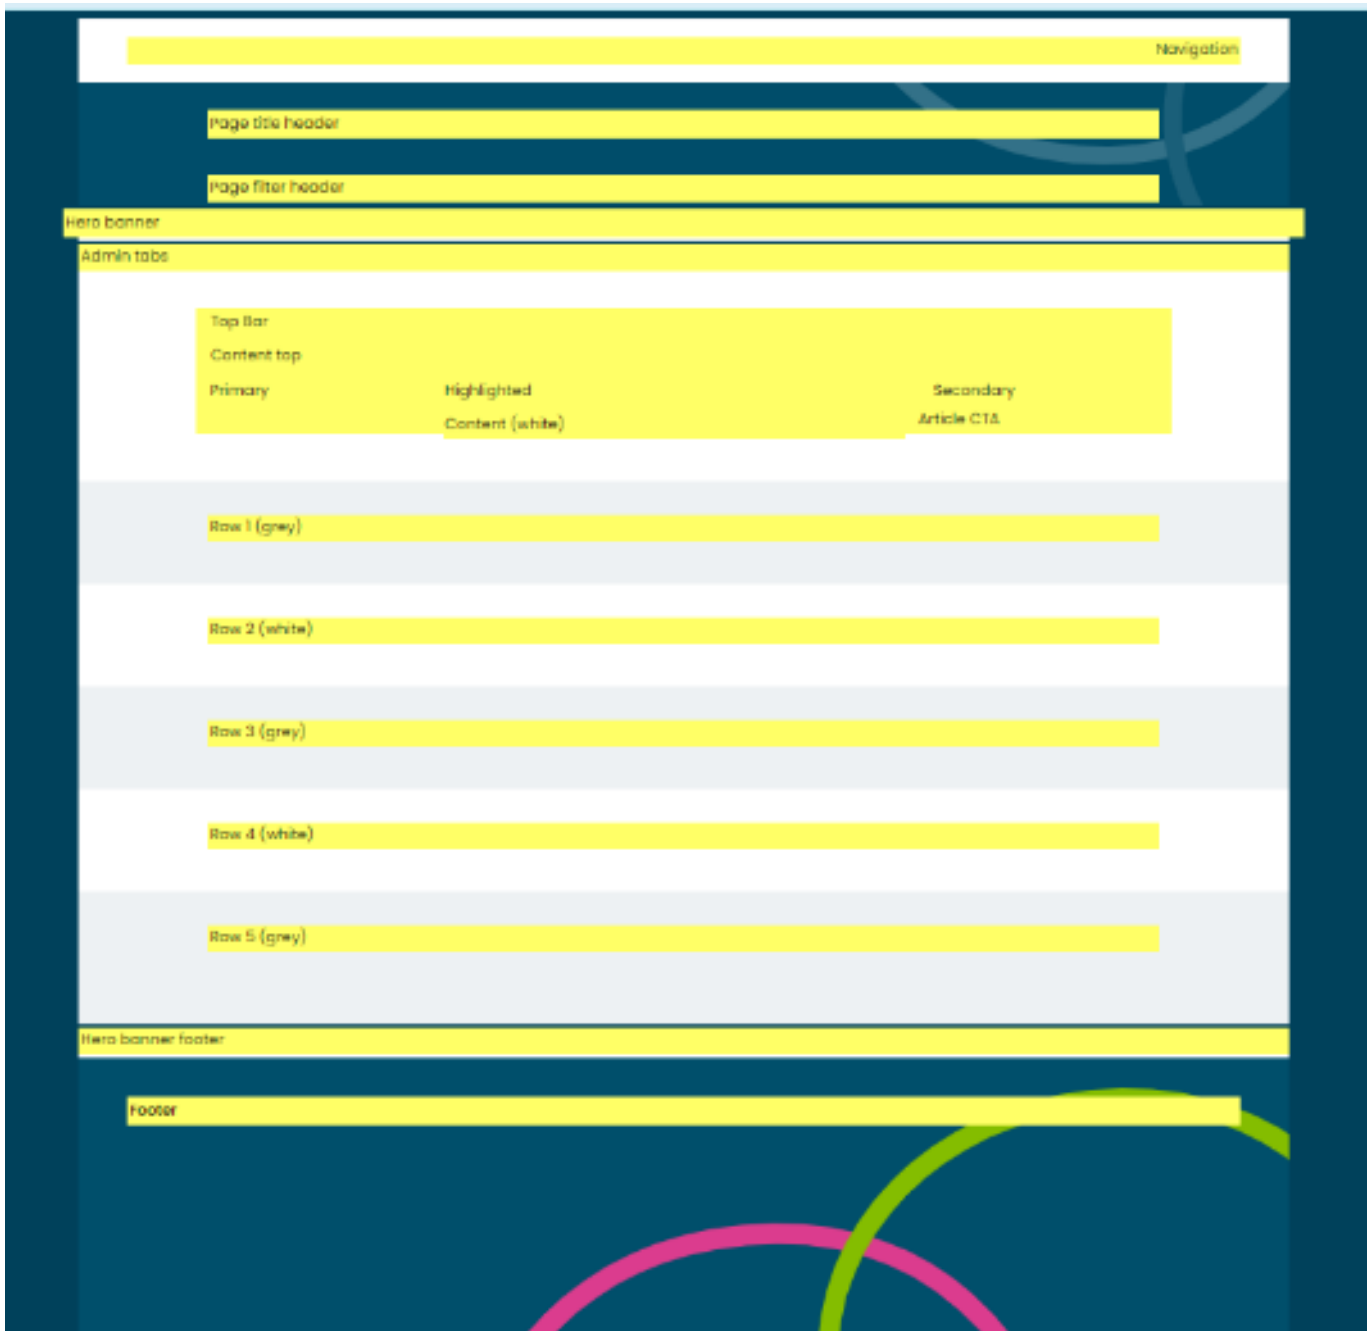 Navigation
Page title header
Page filter header
Hero banner
Admin tabs
Top Bar
Content top
Primary Highlighted Secondary
Content (white) Article CTA
Row 1 (grey)
Row 2 (white)
Row 3 (grey)
Row 4 (white)
Row 5 (grey)
Hero banner footer
Footer